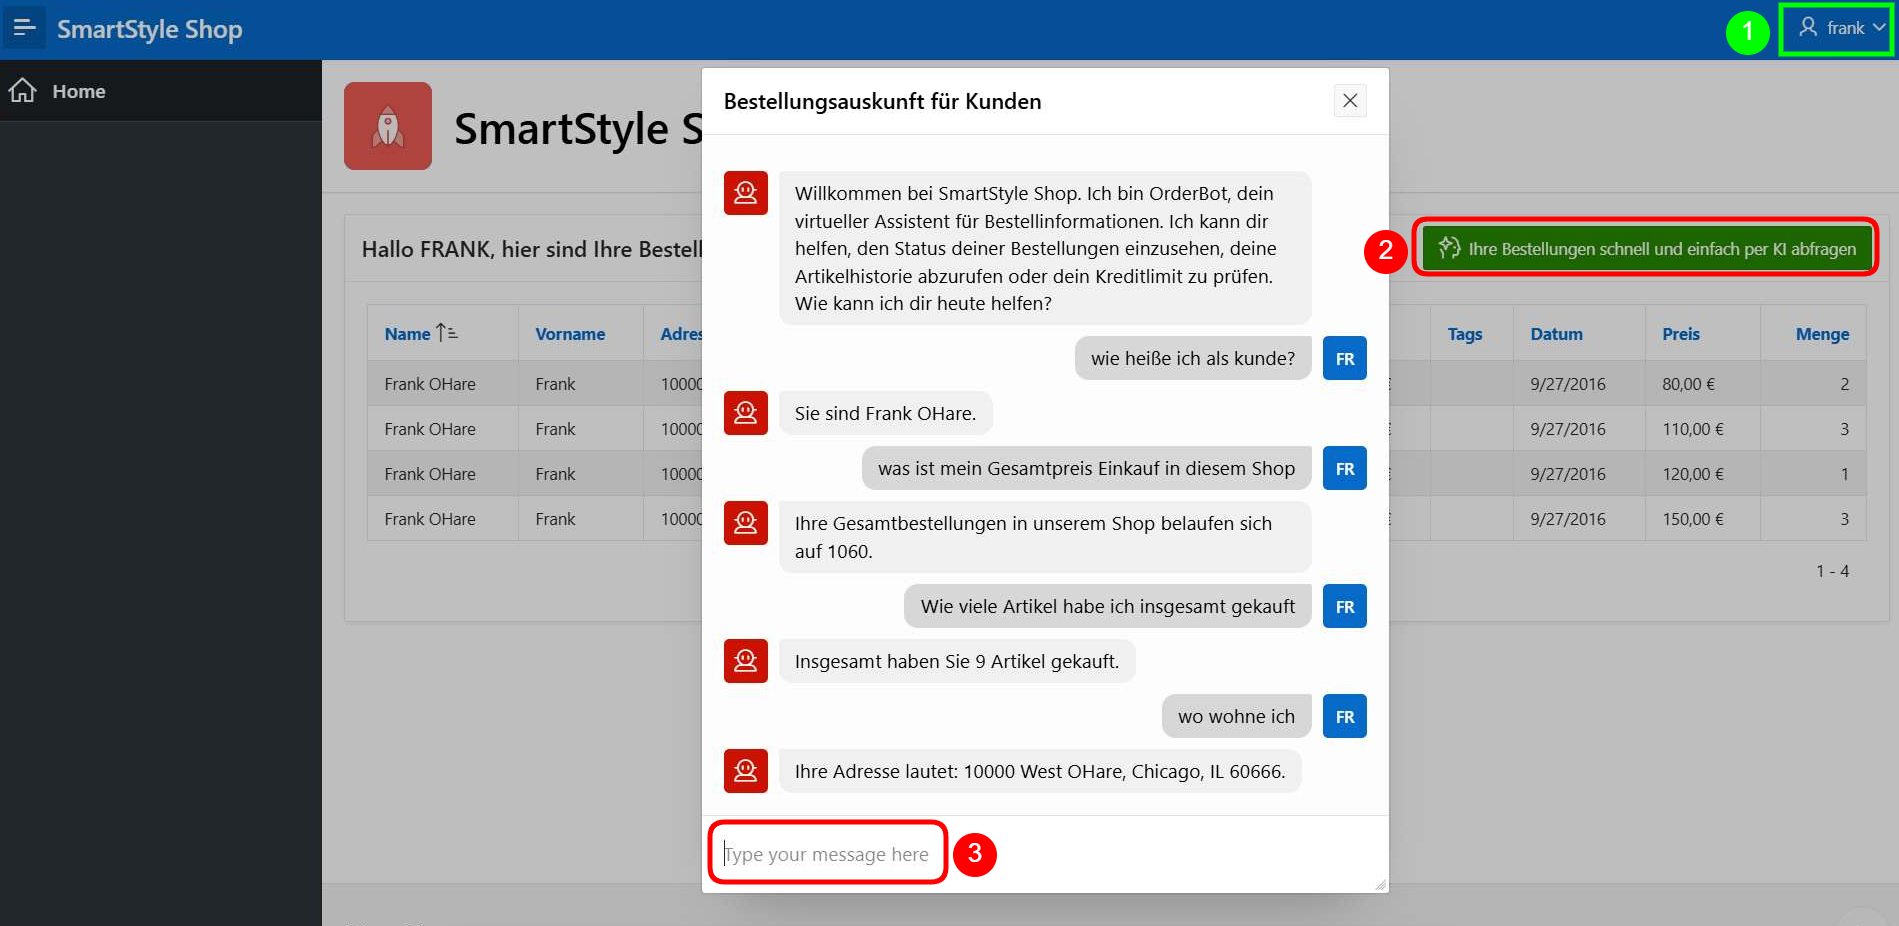 SmartStyle Shop
1
frank
Home
SmartStyle S
Hallo FRANK, hier sind Ihre Bestell
2
Ihre Bestellungen schnell und einfach per KI abfragen
Name Vorname Adres Tags Datum Preis Menge
Frank OHare Frank 10000 9/27/2016 80,00 € 2
Frank OHare Frank 10000 9/27/2016 110,00 € 3
Frank OHare Frank 10000 9/27/2016 120,00 € 1
Frank OHare Frank 10000 9/27/2016 150,00 € 3
1 - 4
Bestellungsauskunft für Kunden
Willkommen bei SmartStyle Shop. Ich bin OrderBot, dein
virtueller Assistent für Bestellinformationen. Ich kann dir
helfen, den Status deiner Bestellungen einzusehen, deine
Artikelhistorie abzurufen oder dein Kreditlimit zu prüfen.
Wie kann ich dir heute helfen?
wie heiße ich als kunde?
FR
Sie sind Frank OHare.
was ist mein Gesamtpreis Einkauf in diesem Shop
FR
Ihre Gesamtbestellungen in unserem Shop belaufen sich
auf 1060.
Wie viele Artikel habe ich insgesamt gekauft
FR
Insgesamt haben Sie 9 Artikel gekauft.
wo wohne ich
FR
Ihre Adresse lautet: 10000 West OHare, Chicago, IL 60666.
Type your message here
3